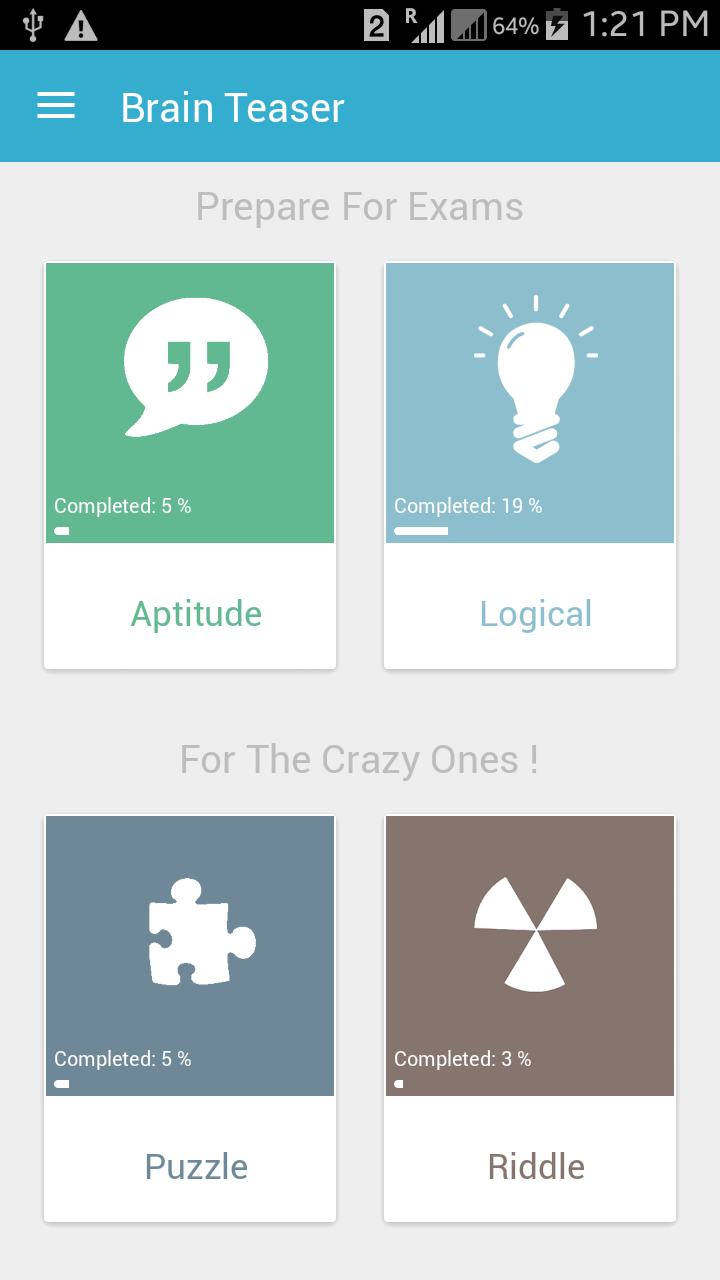 2 R 64% 1:21 PM
Brain Teaser
Prepare For Exams
Completed: 5 %
Completed: 19 %
Aptitude
Logical
For The Crazy Ones !
Completed: 5 %
Completed: 3 %
Puzzle
Riddle